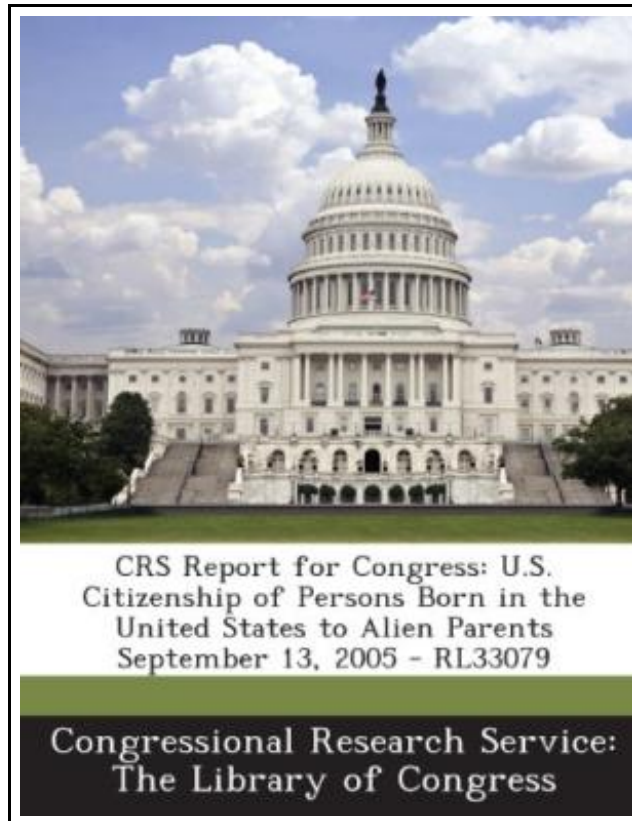 CRS Report for Congress: U.S.
Citizenship of Persons Born in the
United States to Alien Parents
September 13, 2005 - RL33079
Congressional Research Service:
The Library of Congress